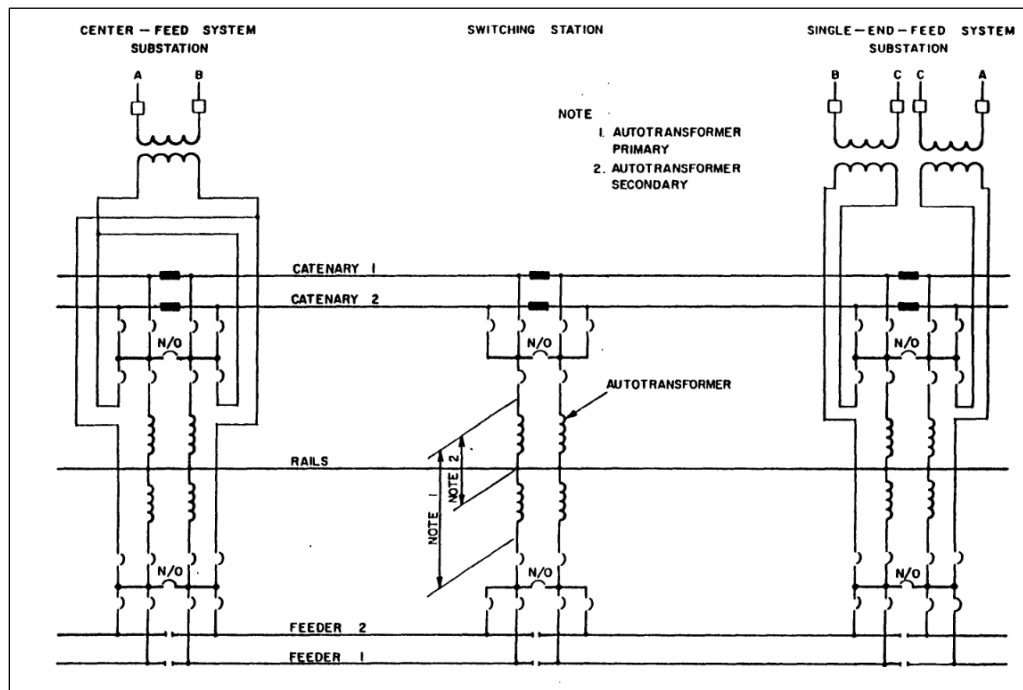 CENTER-FEED SYSTEM
SUBSTATION
SWITCHING STATION
SINGLE-END-FEED SYSTEM
SUBSTATION
A B
B C C A
NOTE
1. AUTOTRANSFORMER
PRIMARY
2. AUTOTRANSFORMER
SECONDARY
CATENARY 1
CATENARY 2
N/O N/O N/O
AUTOTRANSFORMER
RAILS
NOTE 1
NOTE 2
N/O N/O N/O
FEEDER 2
FEEDER 1